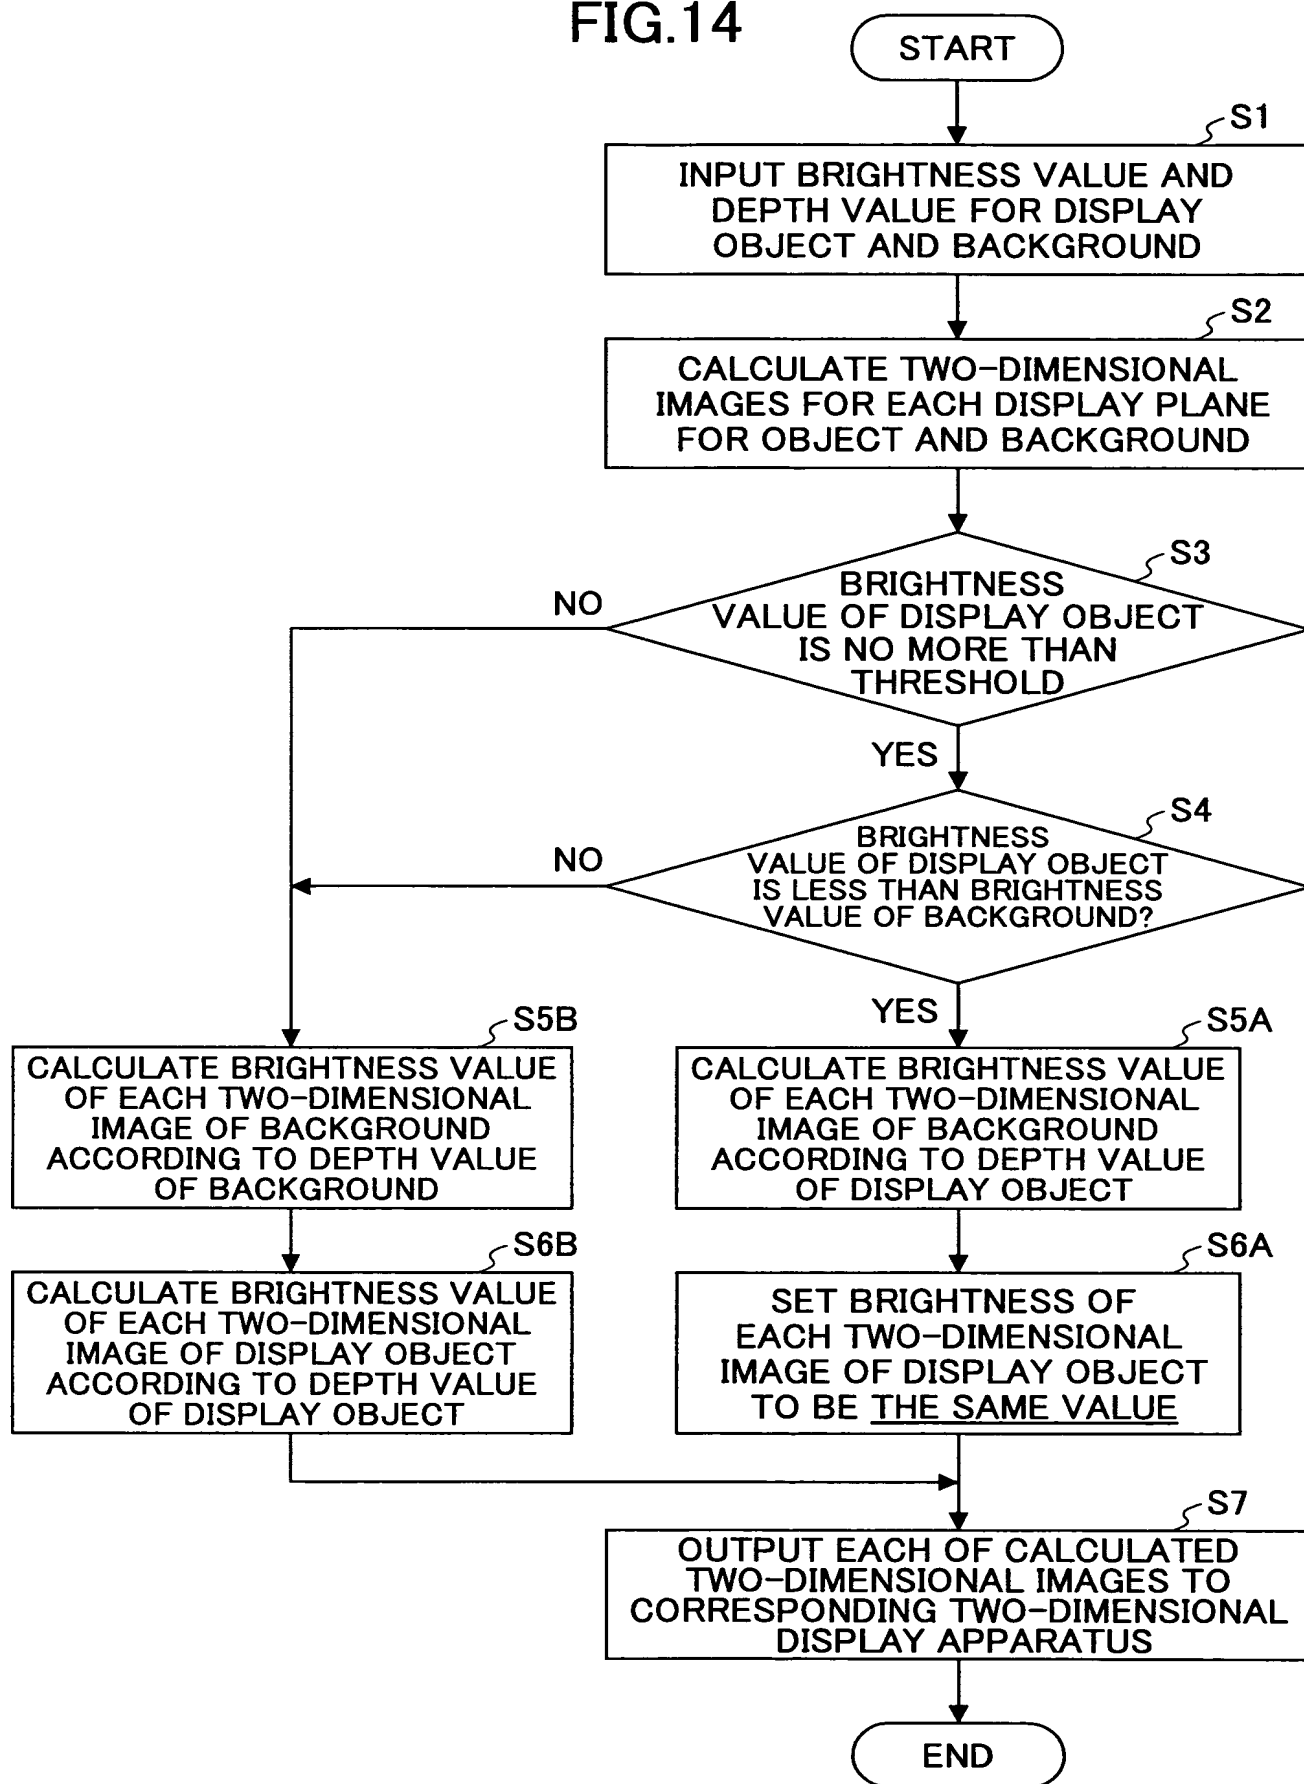 FIG.14
START
S1
INPUT BRIGHTNESS VALUE AND
DEPTH VALUE FOR DISPLAY
OBJECT AND BACKGROUND
S2
CALCULATE TWO-DIMENSIONAL
IMAGES FOR EACH DISPLAY PLANE
FOR OBJECT AND BACKGROUND
S3
BRIGHTNESS
VALUE OF DISPLAY OBJECT
IS NO MORE THAN
THRESHOLD
NO
YES
S4
BRIGHTNESS
VALUE OF DISPLAY OBJECT
IS LESS THAN BRIGHTNESS
VALUE OF BACKGROUND?
NO
YES
S5B
CALCULATE BRIGHTNESS VALUE
OF EACH TWO-DIMENSIONAL
IMAGE OF BACKGROUND
ACCORDING TO DEPTH VALUE
OF BACKGROUND
S5A
CALCULATE BRIGHTNESS VALUE
OF EACH TWO-DIMENSIONAL
IMAGE OF BACKGROUND
ACCORDING TO DEPTH VALUE
OF DISPLAY OBJECT
S6B
CALCULATE BRIGHTNESS VALUE
OF EACH TWO-DIMENSIONAL
IMAGE OF DISPLAY OBJECT
ACCORDING TO DEPTH VALUE
OF DISPLAY OBJECT
S6A
SET BRIGHTNESS OF
EACH TWO-DIMENSIONAL
IMAGE OF DISPLAY OBJECT
TO BE THE SAME VALUE
S7
OUTPUT EACH OF CALCULATED
TWO-DIMENSIONAL IMAGES TO
CORRESPONDING TWO-DIMENSIONAL
DISPLAY APPARATUS
END